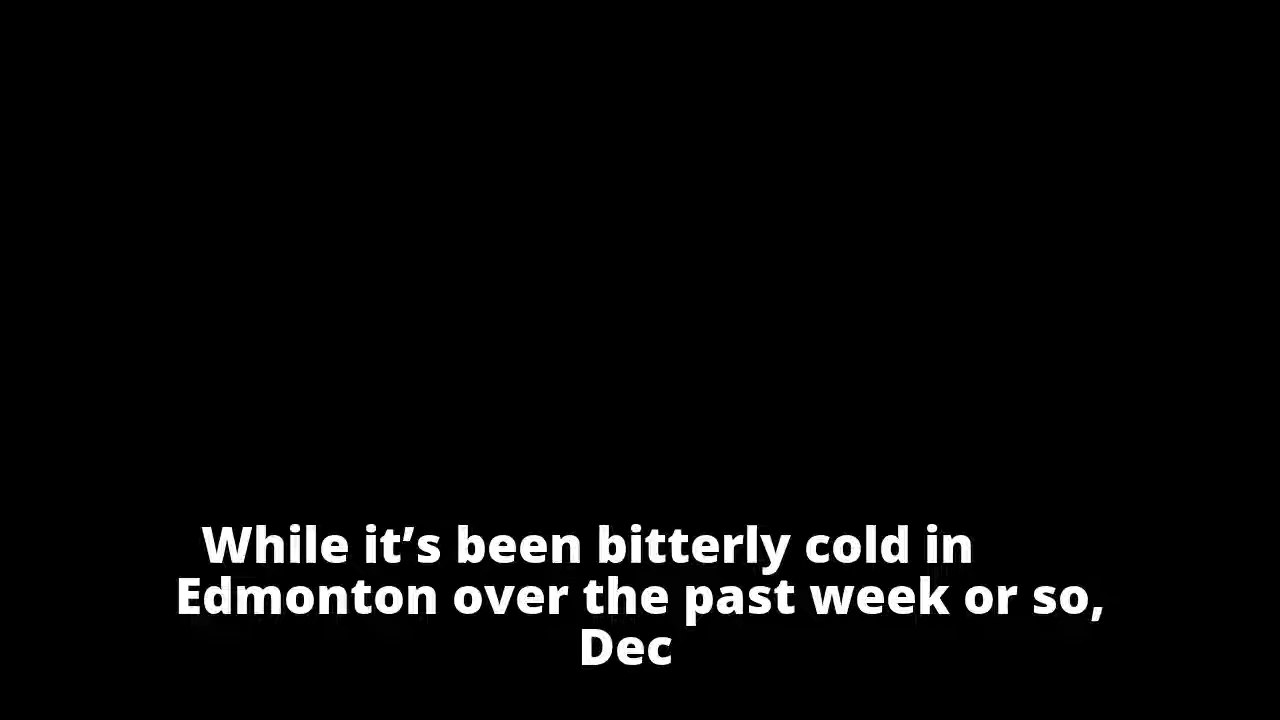 While it’s been bitterly cold in
Edmonton over the past week or so,
Dec